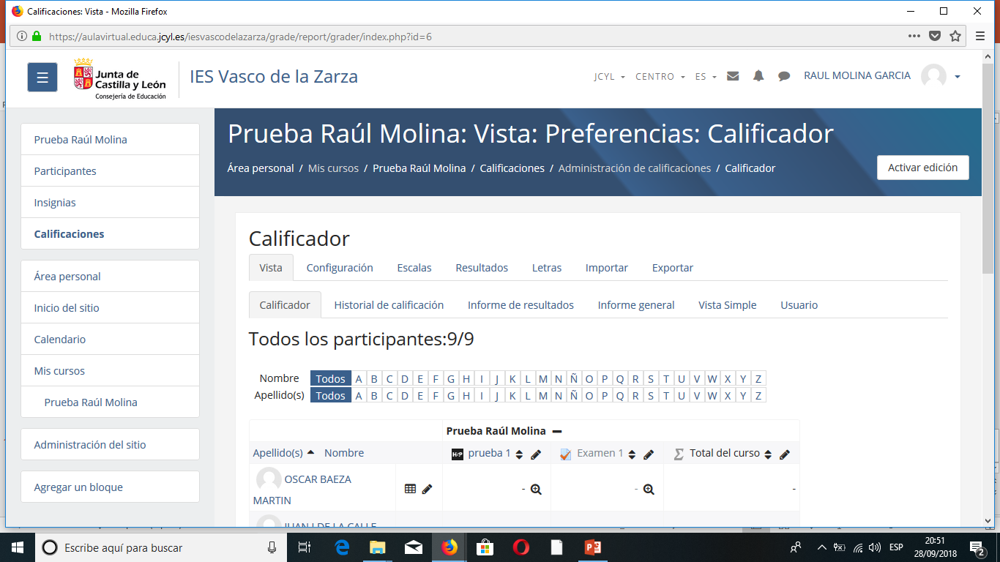 Calificaciones: Vista - Mozilla Firefox
https://aulavirtual.educa.jcyl.es/iesvascodelazarza/grade/report/grader/index.php?id=6
Junta de
Castilla y León
Consejería de Educación
IES Vasco de la Zarza
JCYL CENTRO ES RAUL MOLINA GARCIA
Prueba Raúl Molina
Participantes
Insignias
Calificaciones
Área personal
Inicio del sitio
Calendario
Mis cursos
Prueba Raúl Molina
Administración del sitio
Agregar un bloque
Prueba Raúl Molina: Vista: Preferencias: Calificador
Área personal / Mis cursos / Prueba Raúl Molina / Calificaciones / Administración de calificaciones / Calificador
Activar edición
Calificador
Vista Configuración Escalas Resultados Letras Importar Exportar
Calificador Historial de calificación Informe de resultados Informe general Vista Simple Usuario
Todos los participantes:9/9
Nombre Todos A B C D E F G H I J K L M N Ñ O P Q R S T U V W X Y Z
Apellido(s) Todos A B C D E F G H I J K L M N Ñ O P Q R S T U V W X Y Z
Prueba Raúl Molina
Apellido(s) Nombre H-P prueba 1 Examen 1 Σ Total del curso
OSCAR BAEZA
MARTIN - - -
JUAN J DE LA CALLE
Escribe aquí para buscar
ESP
20:51
28/09/2018
2